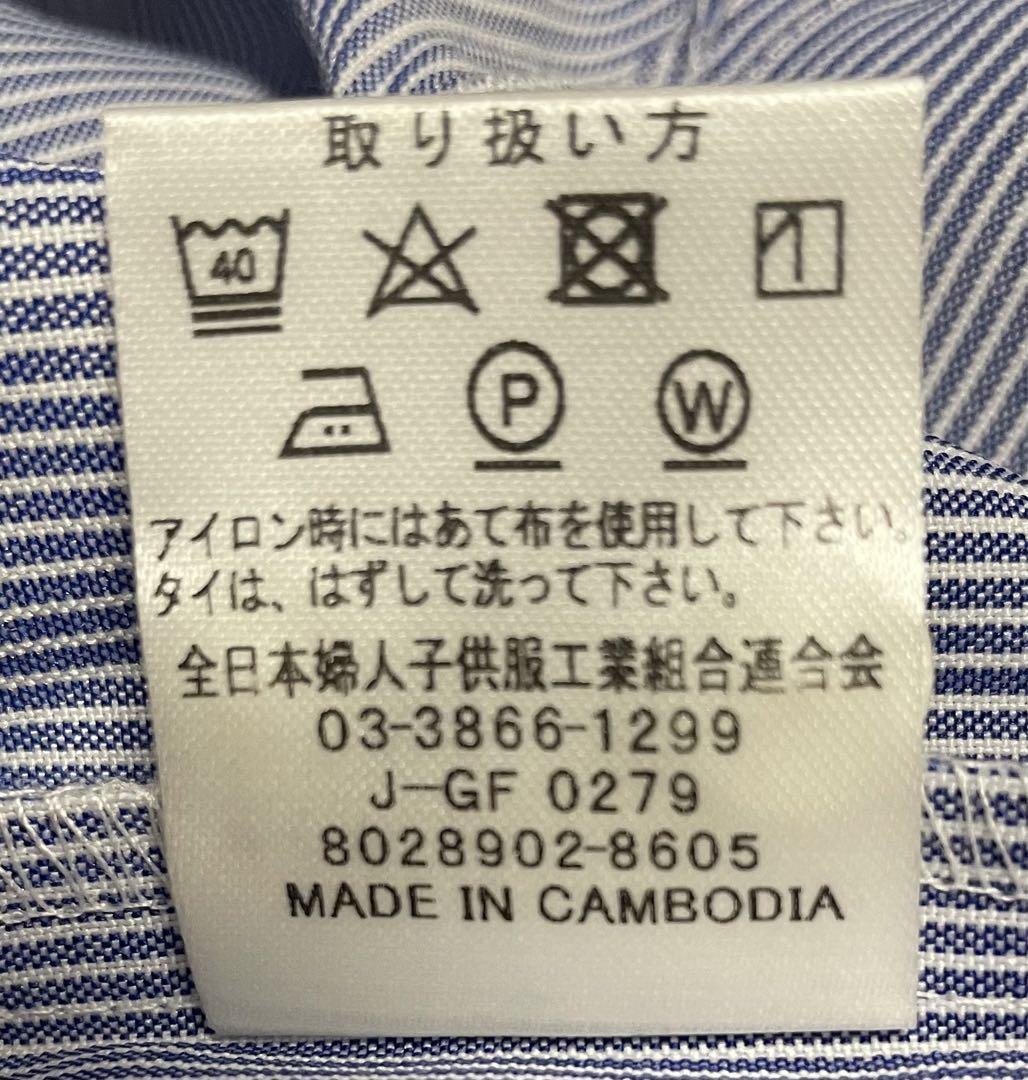 取り扱い方
40
P W
アイロン時にはあて布を使用して下さい。
タイは、はずして洗って下さい。
全日本婦人子供服工業組合連合会
03-3866-1299
J-GF 0279
8028902-8605
MADE IN CAMBODIA